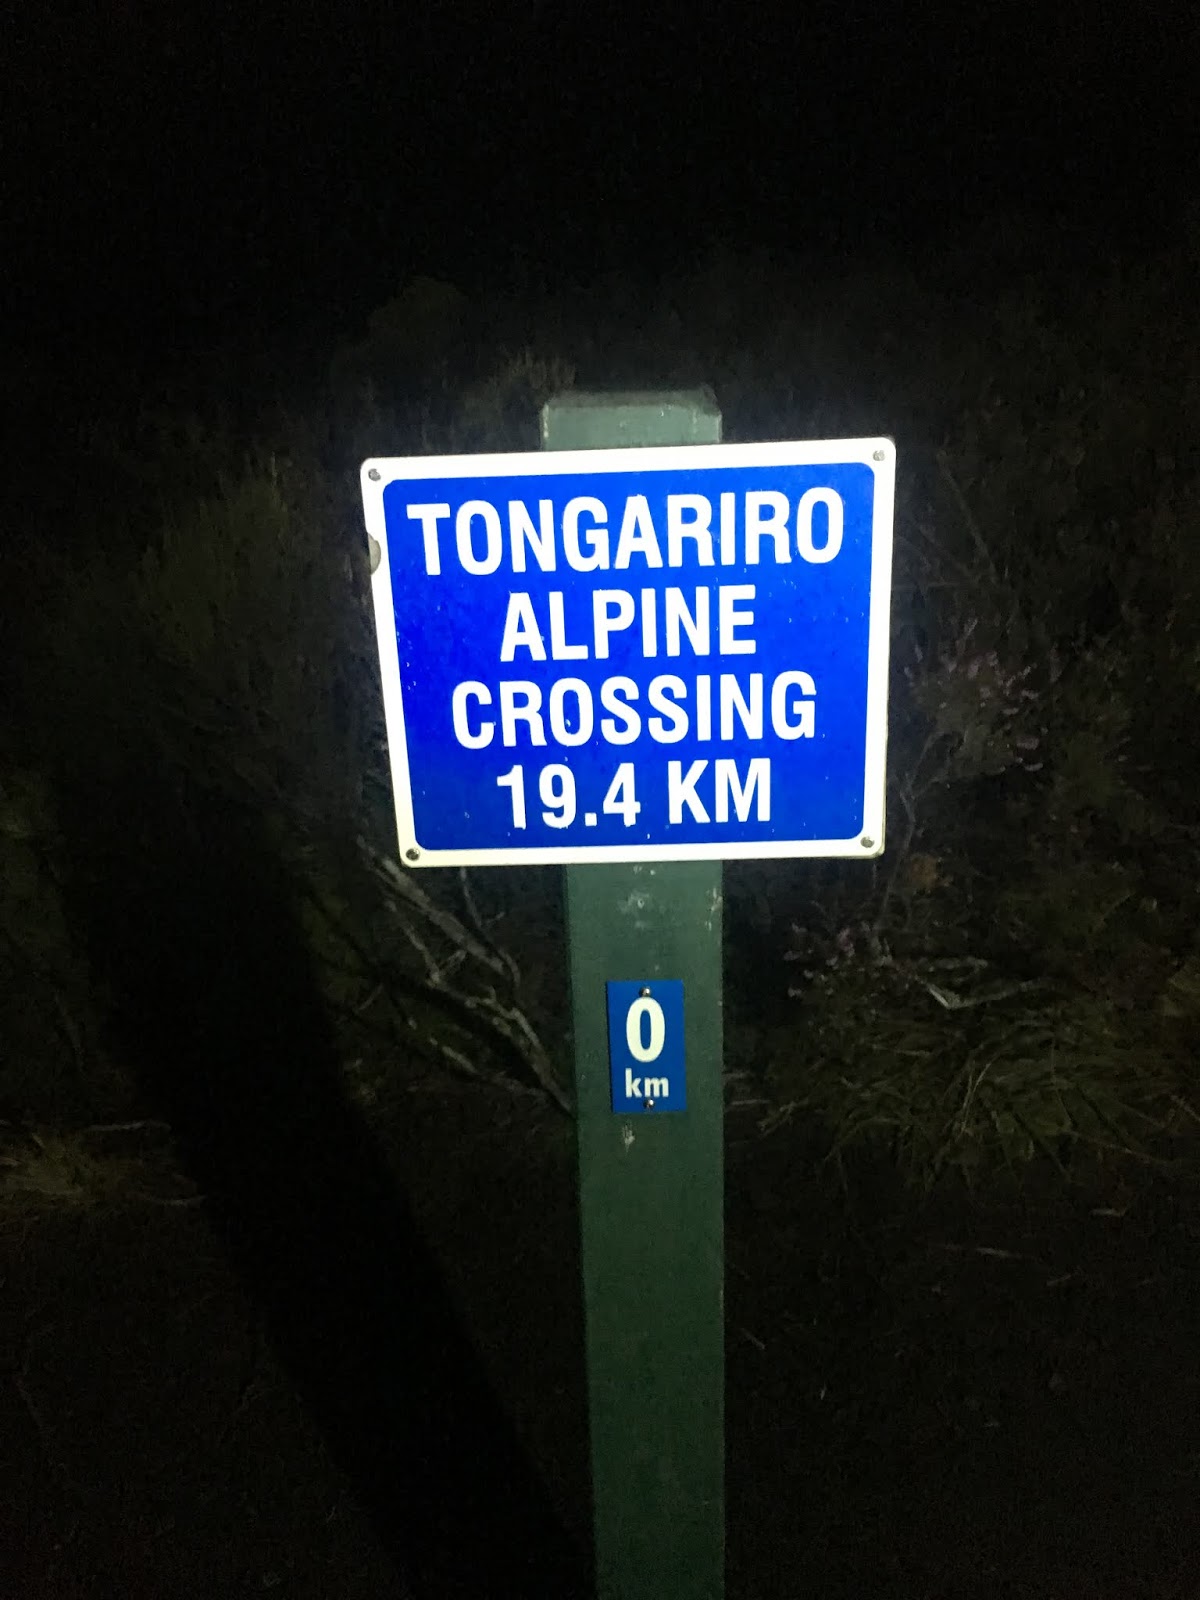 TONGARIRO
ALPINE
CROSSING
19.4 KM
0
km